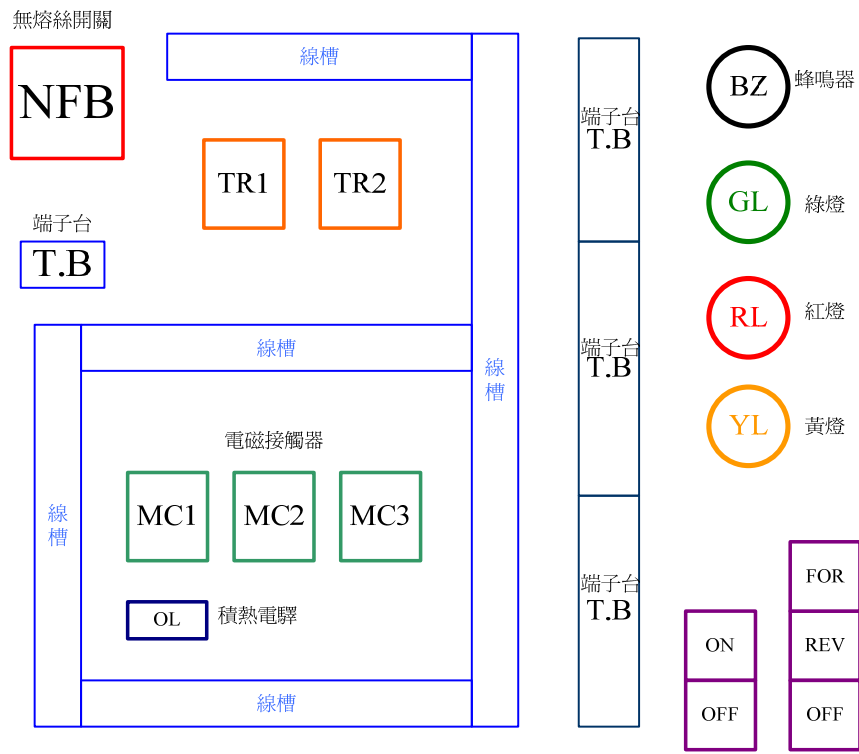 無熔絲開關
NFB
線槽
TR1
TR2
端子台
T.B
線槽
線槽
線槽
電磁接觸器
MC1
MC2
MC3
OL
積熱電驛
線槽
端子台
T.B
端子台
T.B
端子台
T.B
BZ
蜂鳴器
GL
綠燈
RL
紅燈
YL
黃燈
FOR
ON
REV
OFF
OFF